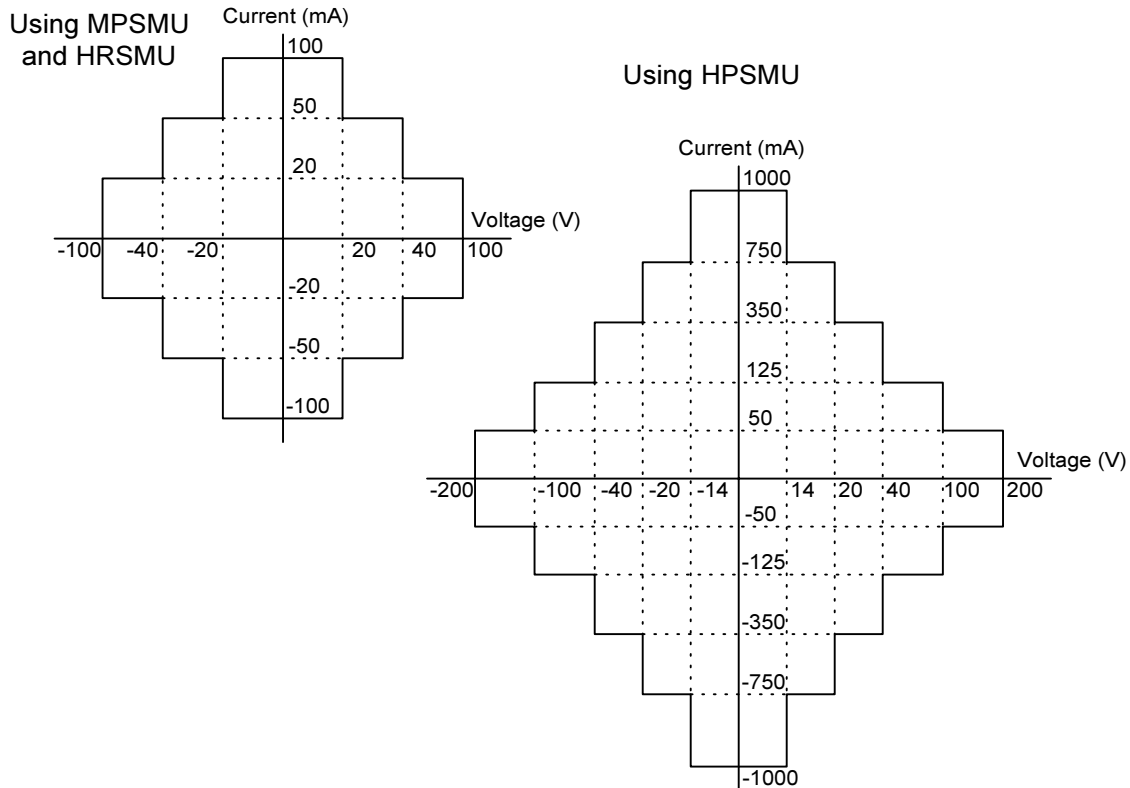 Using MPSMU
and HRSMU
Current (mA)
100
50
20
Voltage (V)
-100 -40 -20 20 40 100
-20
-50
-100
Using HPSMU
Current (mA)
1000
750
350
125
50
Voltage (V)
-200 -100 -40 -20 -14 14 20 40 100 200
-50
-125
-350
-750
-1000